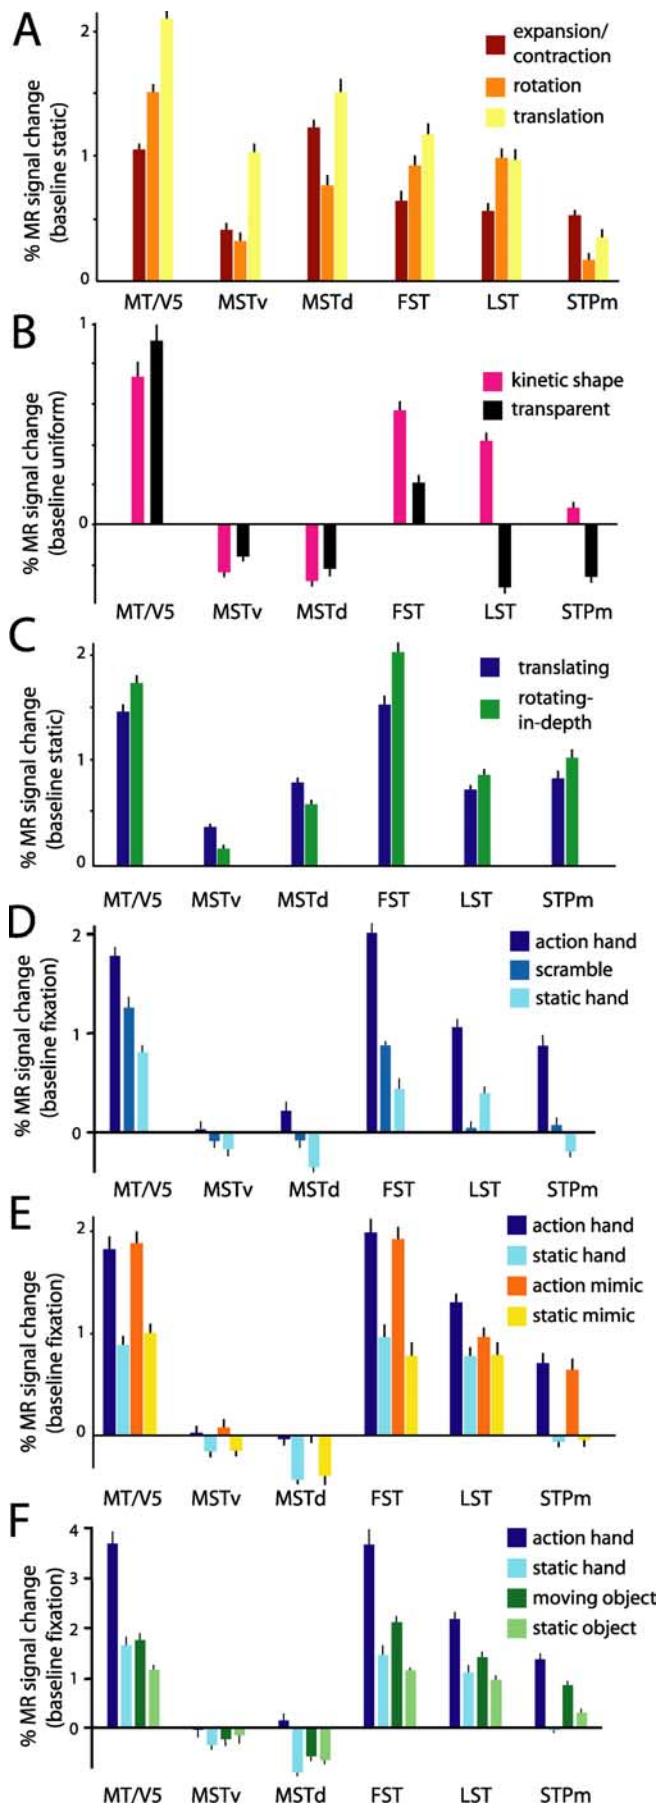 A
2
1
0
% MR signal change
(baseline static)
expansion/
contraction
rotation
translation
MT/V5 MSTv MSTd FST LST STPm
B
1
0
% MR signal change
(baseline uniform)
kinetic shape
transparent
MT/V5 MSTv MSTd FST LST STPm
C
2
1
0
% MR signal change
(baseline static)
translating
rotating-
in-depth
MT/V5 MSTv MSTd FST LST STPm
D
2
1
0
% MR signal change
(baseline fixation)
action hand
scramble
static hand
MT/V5 MSTv MSTd FST LST STPm
E
2
1
0
% MR signal change
(baseline fixation)
action hand
static hand
action mimic
static mimic
MT/V5 MSTv MSTd FST LST STPm
F
4
3
2
1
0
% MR signal change
(baseline fixation)
action hand
static hand
moving object
static object
MT/V5 MSTv MSTd FST LST STPm